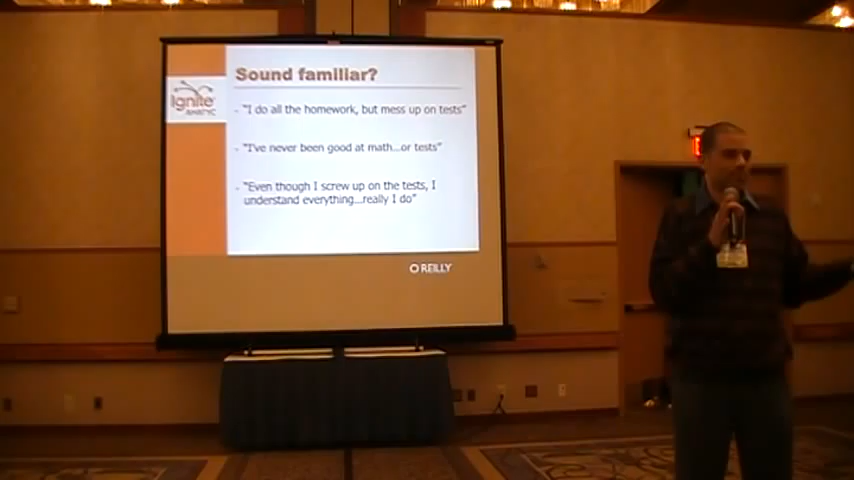 Sound familiar?
Ignite
AMATYC
- "I do all the homework, but mess up on tests"
- "I've never been good at math...or tests"
- "Even though I screw up on the tests, I
understand everything...really I do"
O REILLY